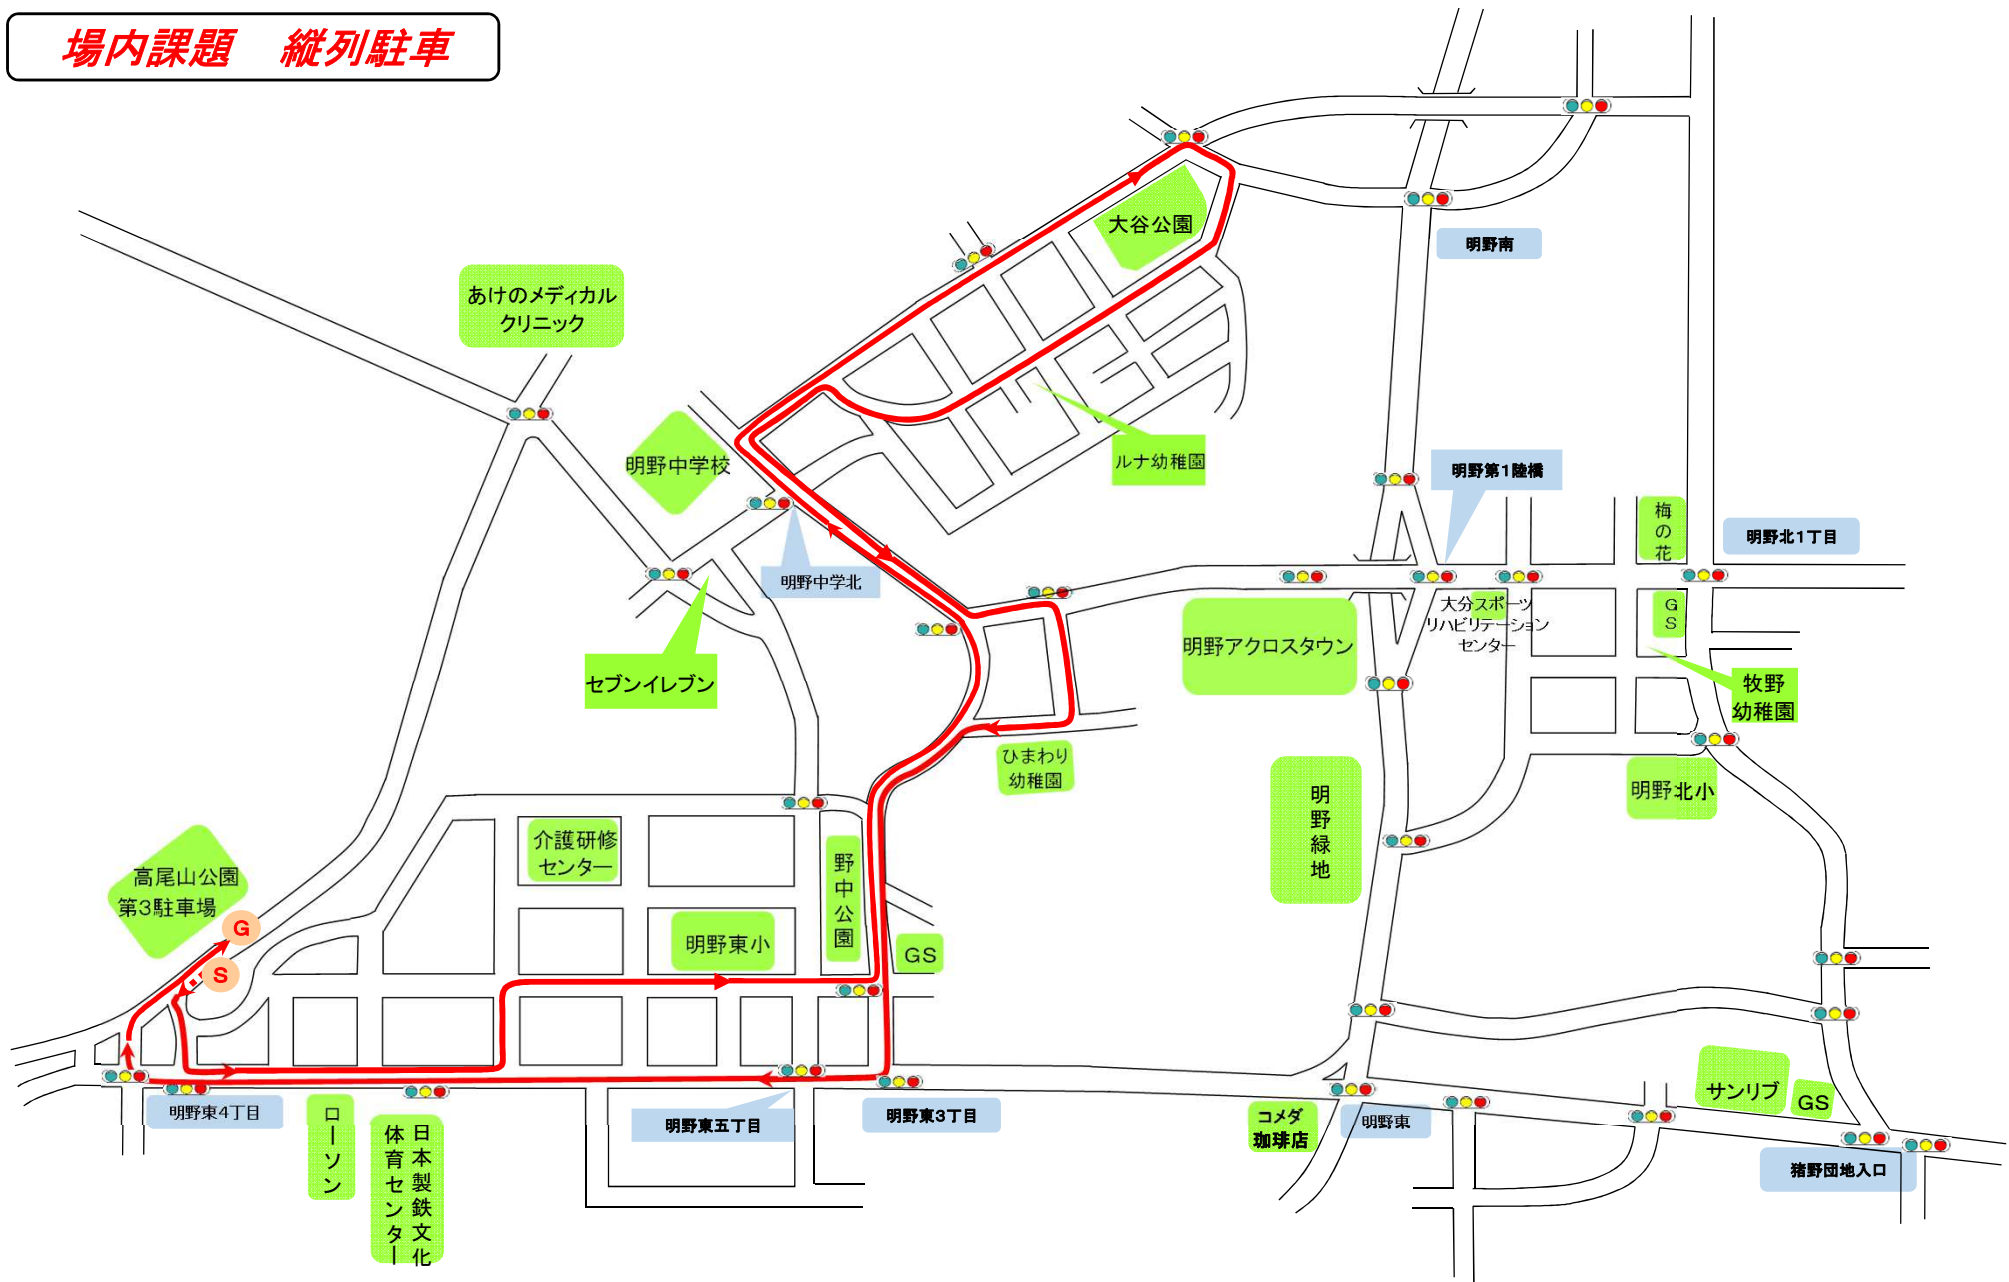 場内課題　縦列駐車
大谷公園
明野南
あけのメディカル
クリニック
明野中学校
ルナ幼稚園
明野第1陸橋
梅の花
明野北1丁目
明野中学北
大分スポーツ
リハビリテーション
センター
GS
明野アクロスタウン
セブンイレブン
牧野
幼稚園
ひまわり
幼稚園
明野緑地
明野北小
介護研修
センター
野中公園
高尾山公園
第3駐車場
G
S
明野東小
GS
サンリブ
GS
明野東4丁目
ローソン
日本製鉄文化
体育センター
明野東五丁目
明野東3丁目
コメダ
珈琲店
明野東
猪野団地入口